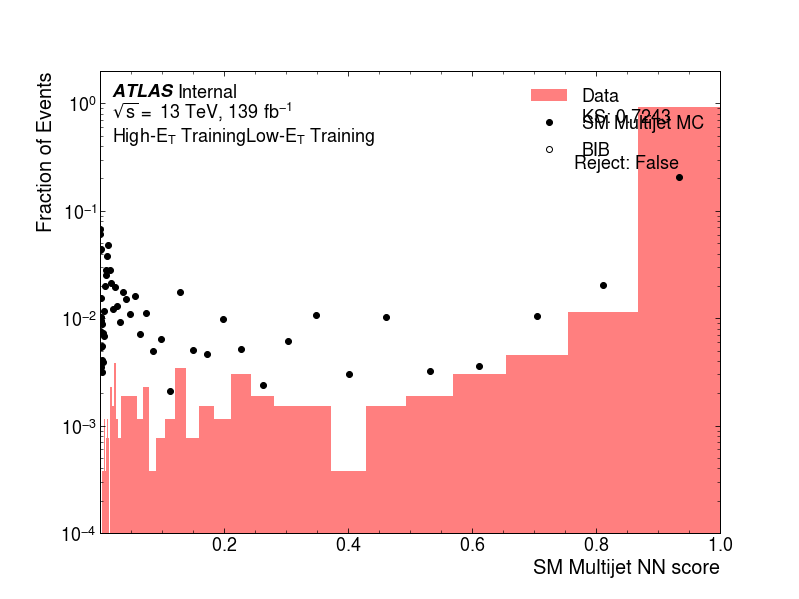 ATLAS Internal
√s = 13 TeV, 139 fb⁻¹
High-E_T TrainingLow-E_T Training
Data
KS: 0.7243
SM Multijet MC
BIB
Reject: False
Fraction of Events
10⁰
10⁻¹
10⁻²
10⁻³
10⁻⁴
0.2 0.4 0.6 0.8 1.0
SM Multijet NN score